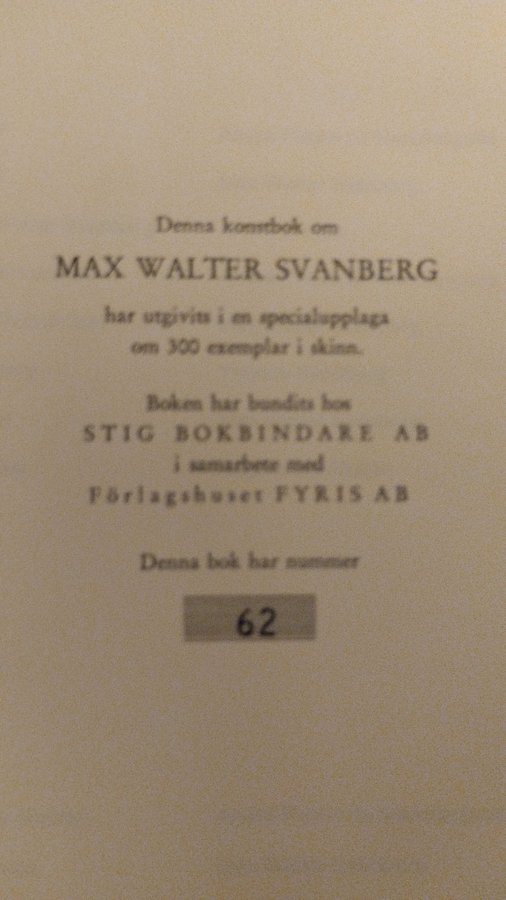 Denna konstbok om
MAX WALTER SVANBERG
har utgivits i en specialupplaga
om 300 exemplar i skinn.
Boken har bundits hos
STIG BOKBINDARE AB
i samarbete med
Förlagshuset FYRIS AB
Denna bok har nummer
62